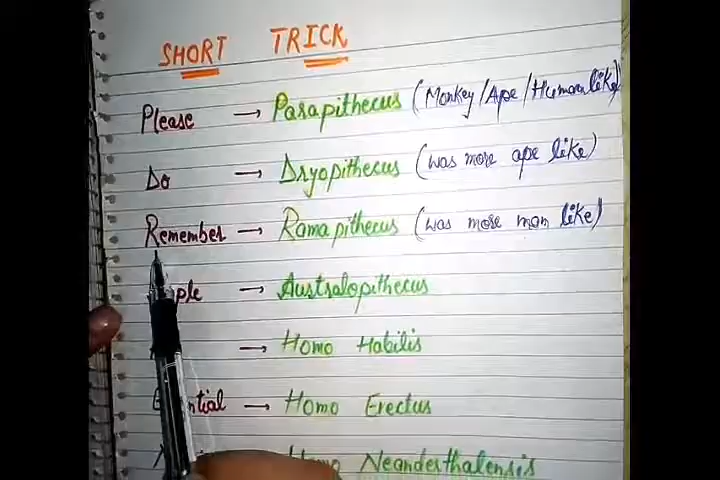 SHORT TRICK
Please → Parapithecus (Monkey/Ape/Human like)
Do → Dryopithecus (was more ape like)
Remember → Ramapithecus (was more man like)
→ Australopithecus
→ Homo Habilis
→ Homo Erectus
Neanderthalensis